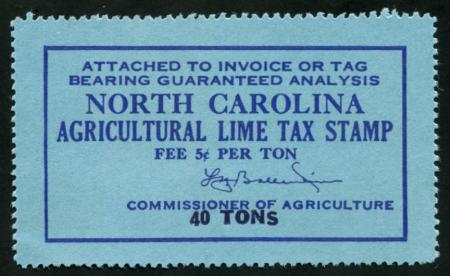 ATTACHED TO INVOICE OR TAG
BEARING GUARANTEED ANALYSIS
NORTH CAROLINA
AGRICULTURAL LIME TAX STAMP
FEE 5¢ PER TON
COMMISSIONER OF AGRICULTURE
40 TONS